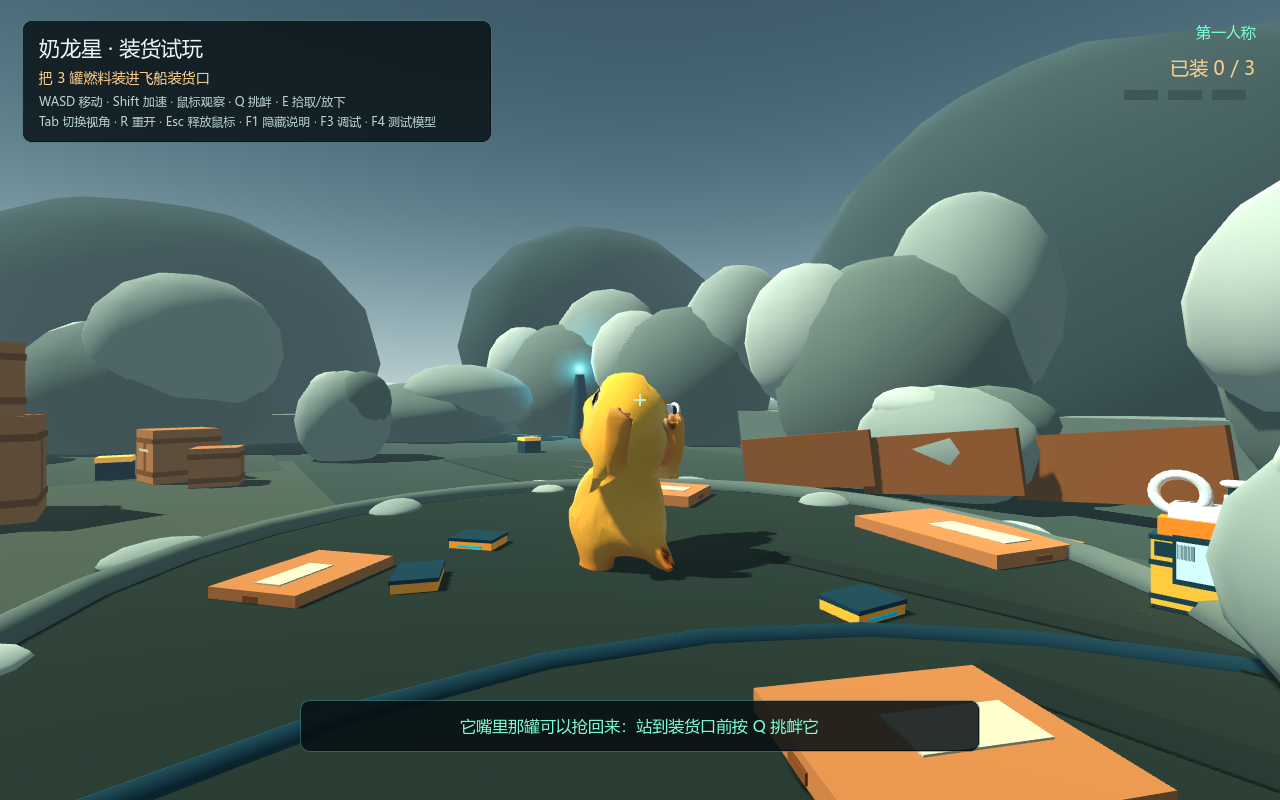 奶龙星 · 装货试玩
把 3 罐燃料装进飞船装货口
WASD 移动 · Shift 加速 · 鼠标观察 · Q 挑衅 · E 拾取/放下
Tab 切换视角 · R 重开 · Esc 释放鼠标 · F1 隐藏说明 · F3 调试 · F4 测试模型
第一人称
已装 0 / 3
它嘴里那罐可以抢回来：站到装货口前按 Q 挑衅它